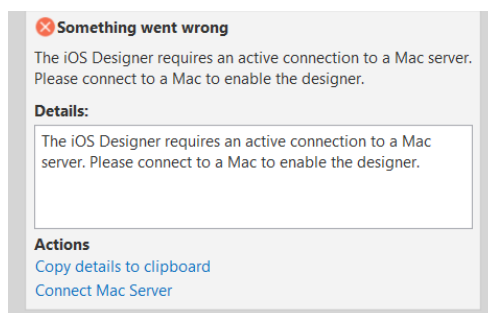 Something went wrong
The iOS Designer requires an active connection to a Mac server.
Please connect to a Mac to enable the designer.
Details:
The iOS Designer requires an active connection to a Mac
server. Please connect to a Mac to enable the designer.
Actions
Copy details to clipboard
Connect Mac Server